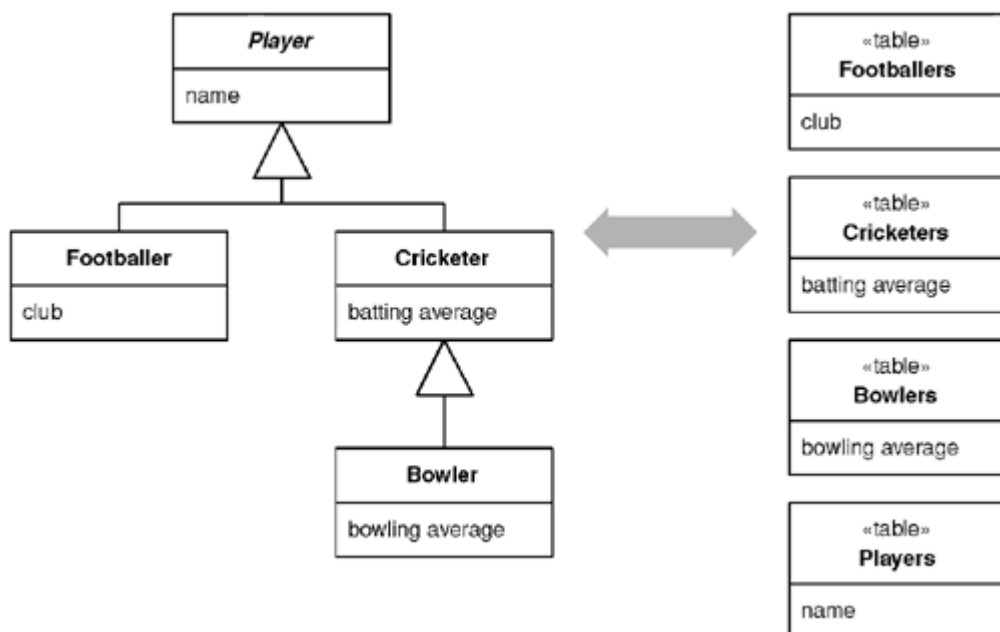 Player
name
Footballer
club
Cricketer
batting average
Bowler
bowling average
«table»
Footballers
club
«table»
Cricketers
batting average
«table»
Bowlers
bowling average
«table»
Players
name